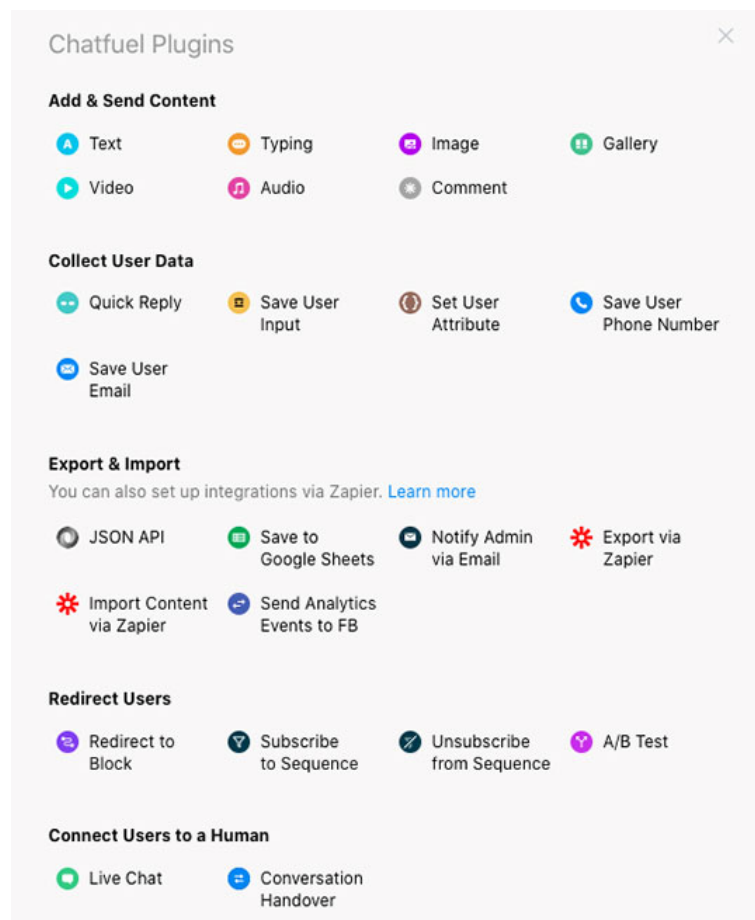 Chatfuel Plugins
Add & Send Content
Text
Typing
Image
Gallery
Video
Audio
Comment
Collect User Data
Quick Reply
Save User
Input
Set User
Attribute
Save User
Phone Number
Save User
Email
Export & Import
You can also set up integrations via Zapier. Learn more
JSON API
Save to
Google Sheets
Notify Admin
via Email
Export via
Zapier
Import Content
via Zapier
Send Analytics
Events to FB
Redirect Users
Redirect to
Block
Subscribe
to Sequence
Unsubscribe
from Sequence
A/B Test
Connect Users to a Human
Live Chat
Conversation
Handover